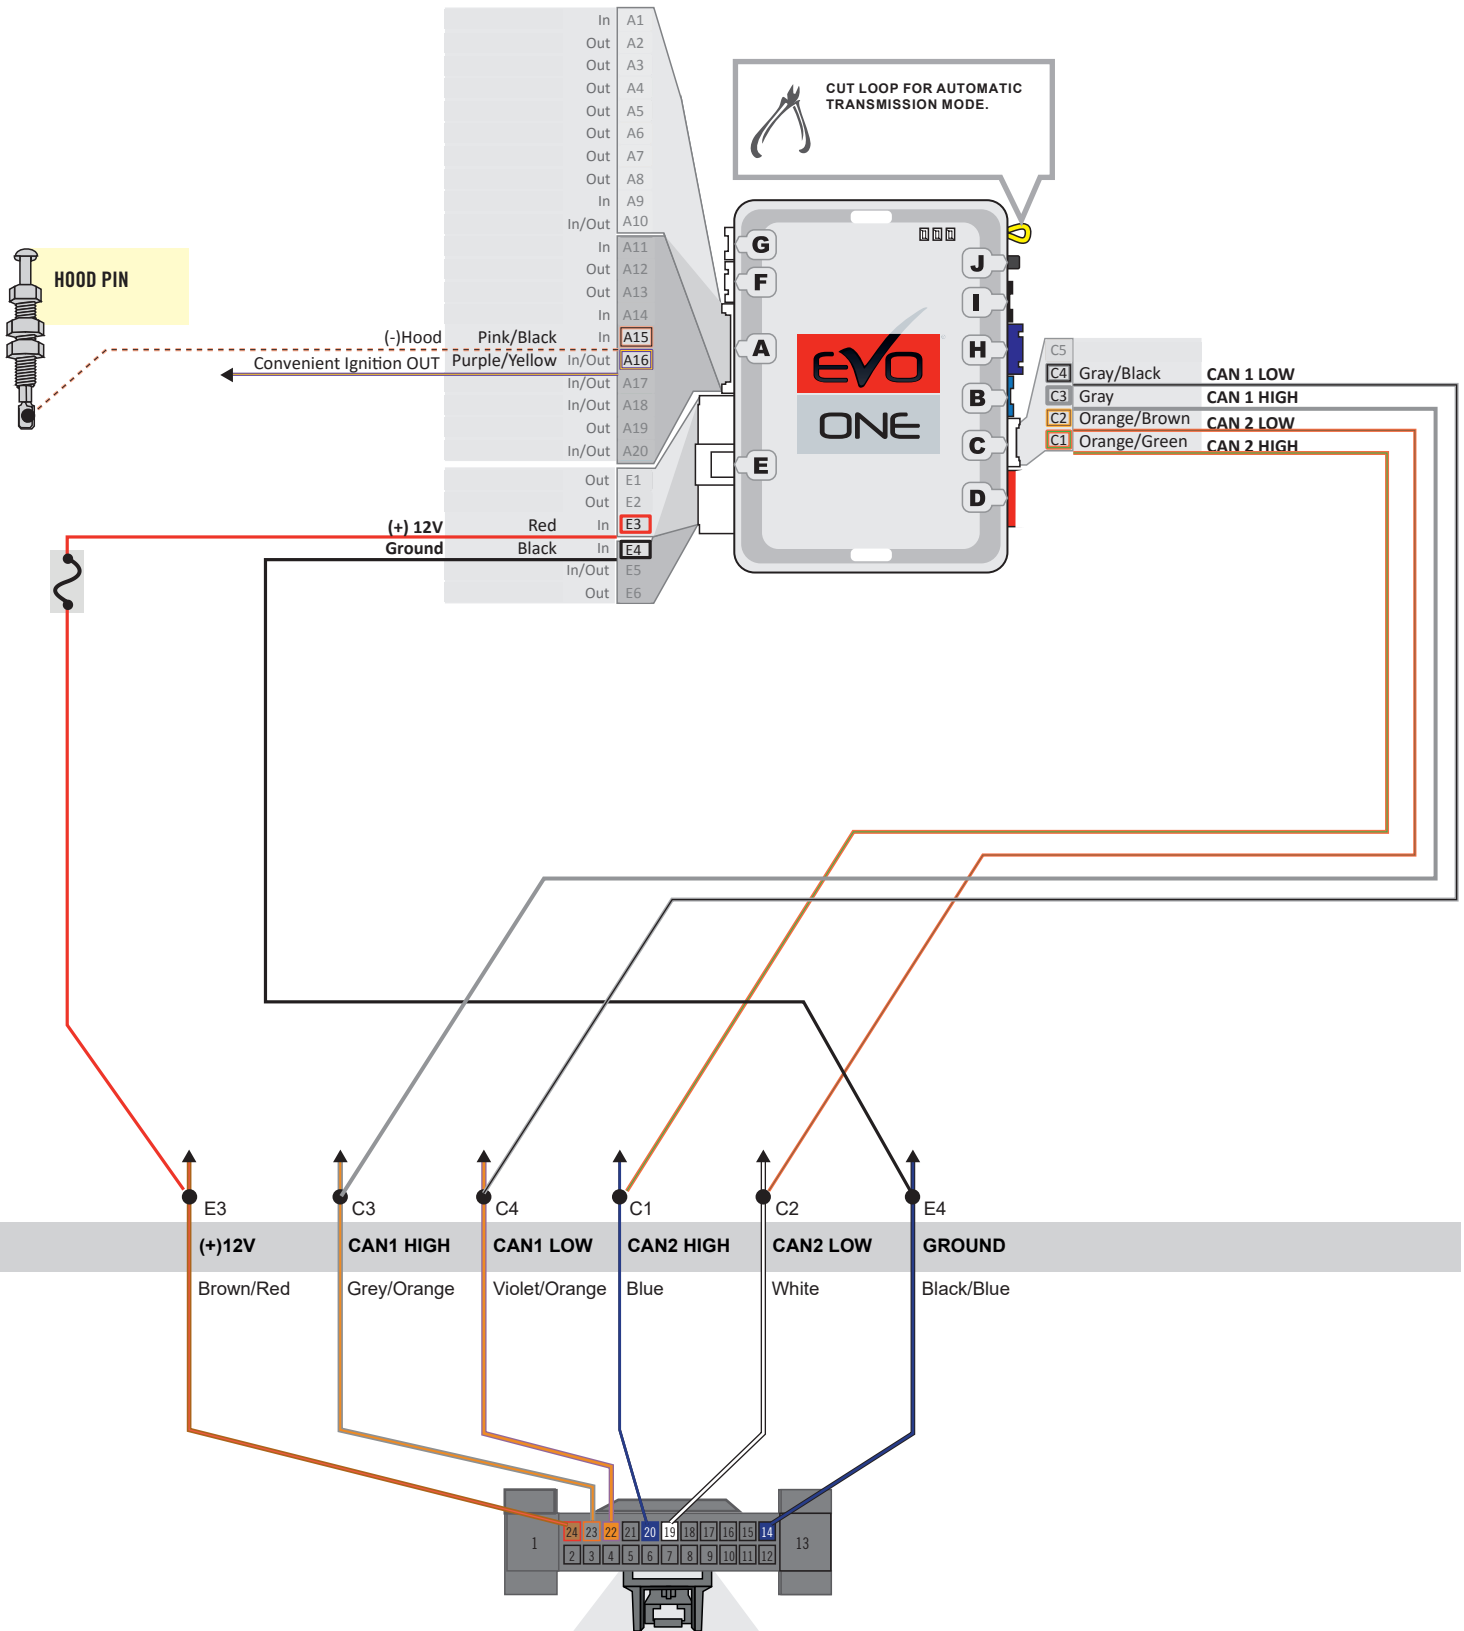 In A1
Out A2
Out A3
Out A4
Out A5
Out A6
Out A7
Out A8
In A9
In/Out A10
In A11
Out A12
Out A13
In A14
(-)Hood Pink/Black In A15
Convenient Ignition OUT Purple/Yellow In/Out A16
In/Out A17
In/Out A18
Out A19
In/Out A20
Out E1
Out E2
(+) 12V Red In E3
Ground Black In E4
In/Out E5
Out E6
HOOD PIN
CUT LOOP FOR AUTOMATIC
TRANSMISSION MODE.
G
F
A
E
J
I
H
B
C
D
EVO
ONE
C5
C4 Gray/Black CAN 1 LOW
C3 Gray CAN 1 HIGH
C2 Orange/Brown CAN 2 LOW
C1 Orange/Green CAN 2 HIGH
E3 C3 C4 C1 C2 E4
(+)12V CAN1 HIGH CAN1 LOW CAN2 HIGH CAN2 LOW GROUND
Brown/Red Grey/Orange Violet/Orange Blue White Black/Blue
24 23 22 21 20 19 18 17 16 15 14
1 13
2 3 4 5 6 7 8 9 10 11 12